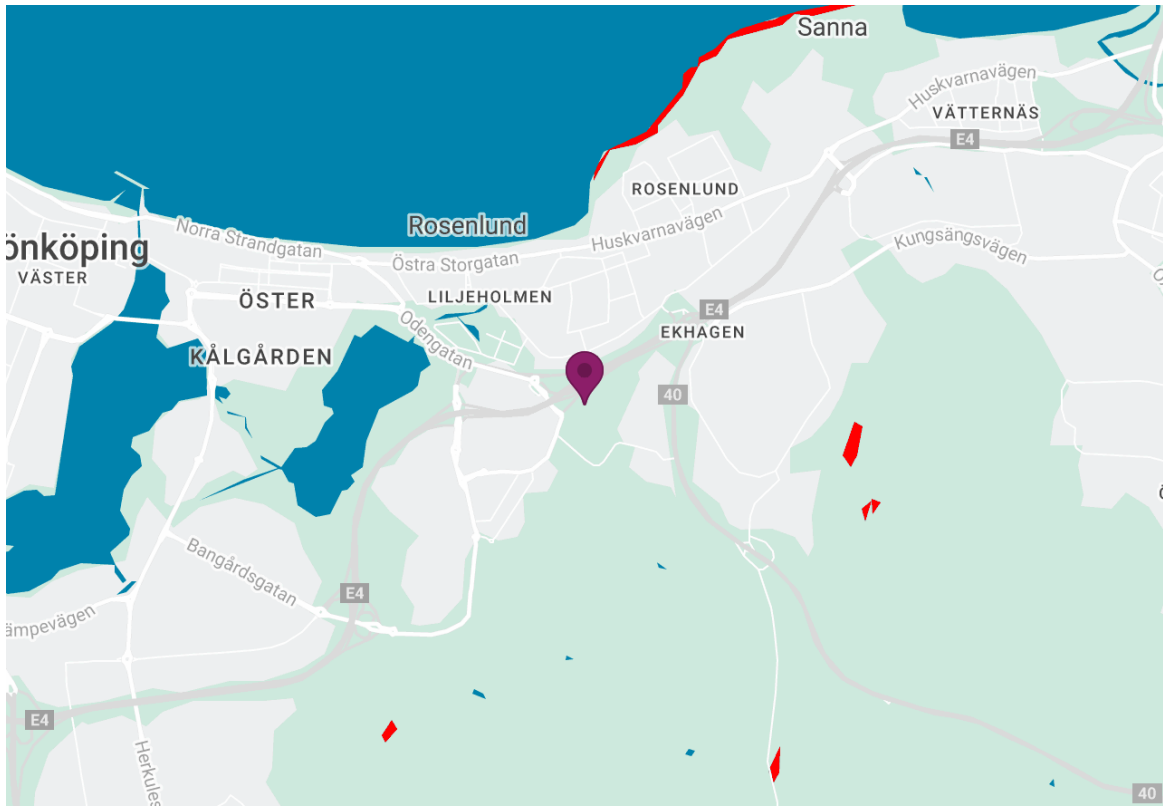 Sanna
Huskvarnavägen
VÄTTERNÄS
E4
ROSENLUND
Rosenlund
Huskvarnavägen
Norra Strandgatan
Kungsängsvägen
önköping
VÄSTER
Östra Storgatan
ÖSTER
LILJEHOLMEN
E4
EKHAGEN
Odengatan
KÅLGÅRDEN
40
Bangårdsgatan
E4
ämpevägen
E4
Herkules
40